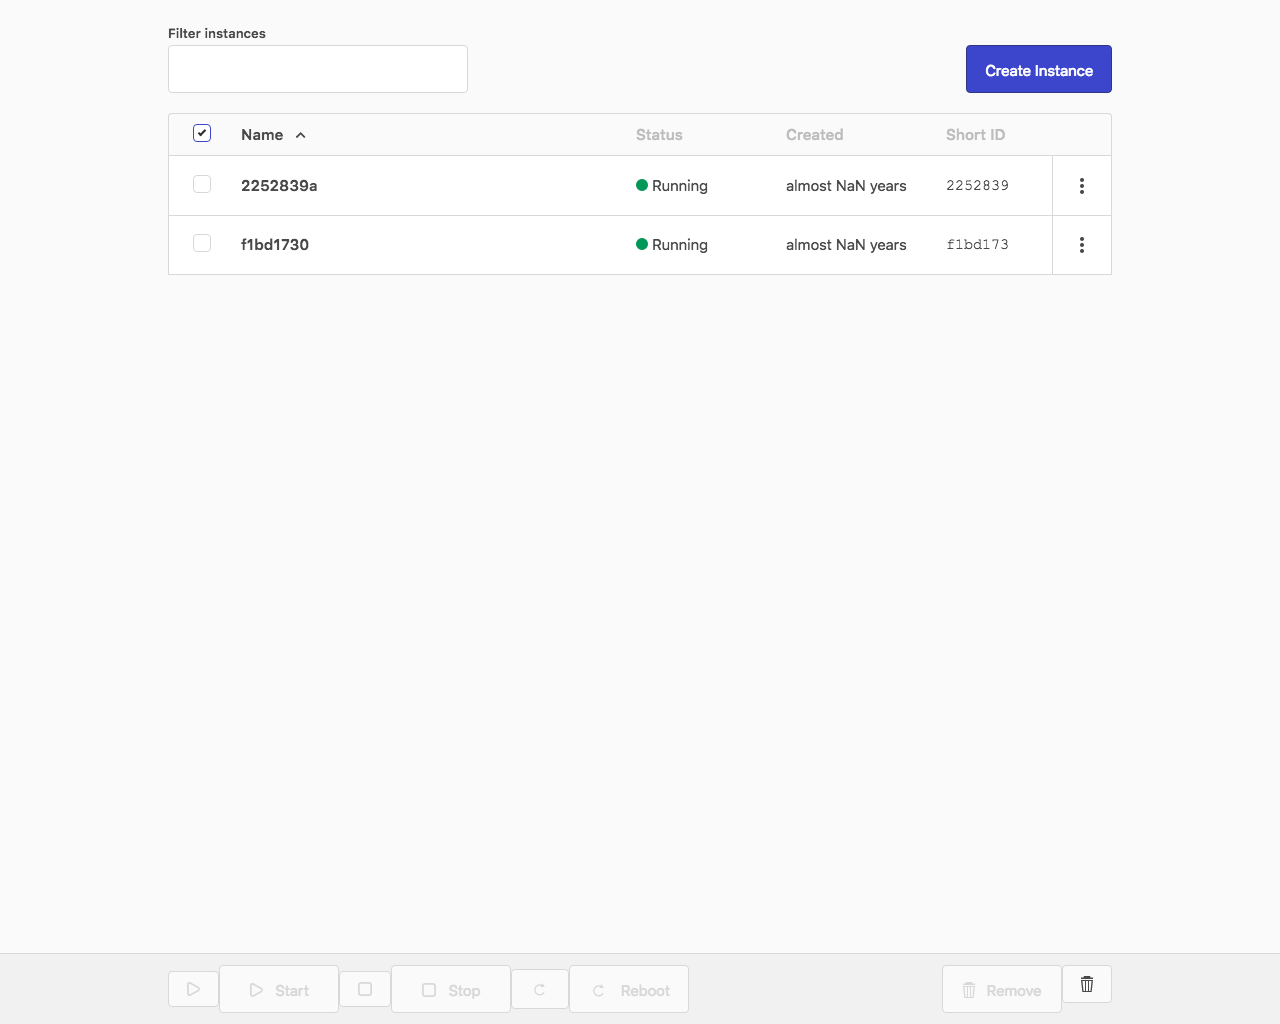 Filter instances
Create Instance
Name Status Created Short ID
2252839a Running almost NaN years 2252839
f1bd1730 Running almost NaN years f1bd173
Start Stop Reboot Remove